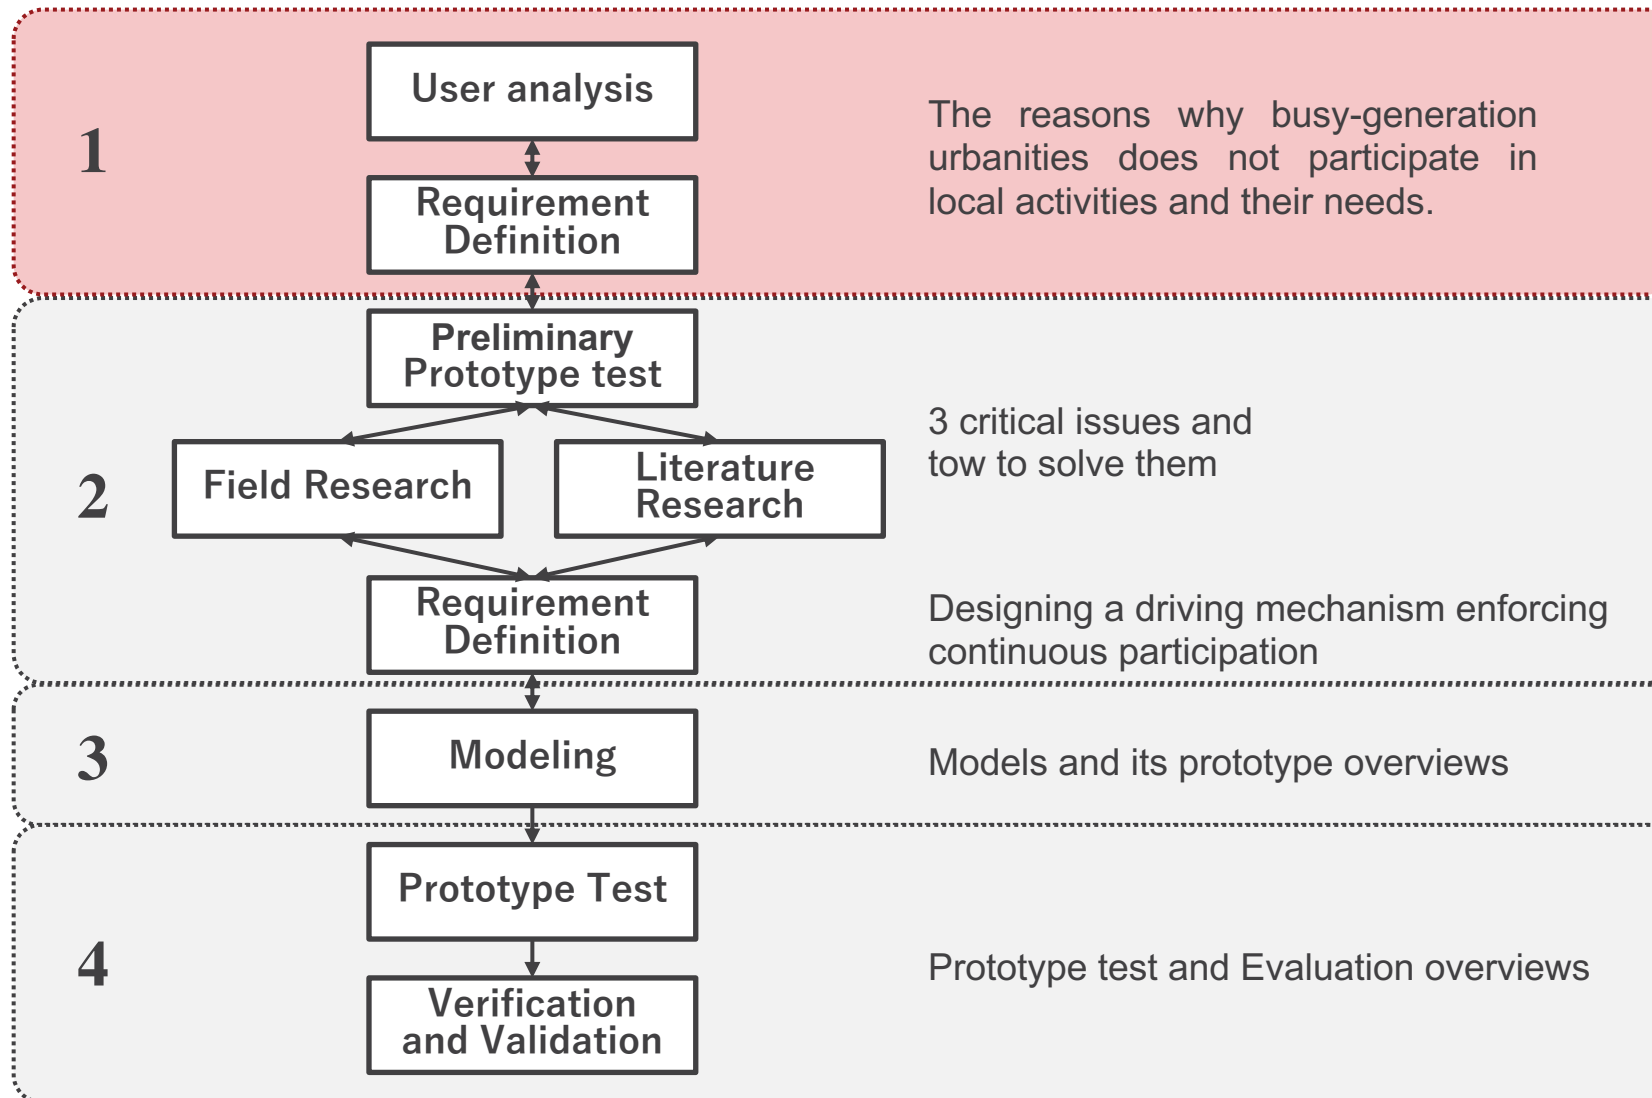 1
User analysis
Requirement
Definition
The reasons why busy-generation
urbanities does not participate in
local activities and their needs.
2
Preliminary
Prototype test
Field Research
Literature
Research
Requirement
Definition
3 critical issues and
tow to solve them
Designing a driving mechanism enforcing
continuous participation
3
Modeling
Models and its prototype overviews
4
Prototype Test
Verification
and Validation
Prototype test and Evaluation overviews